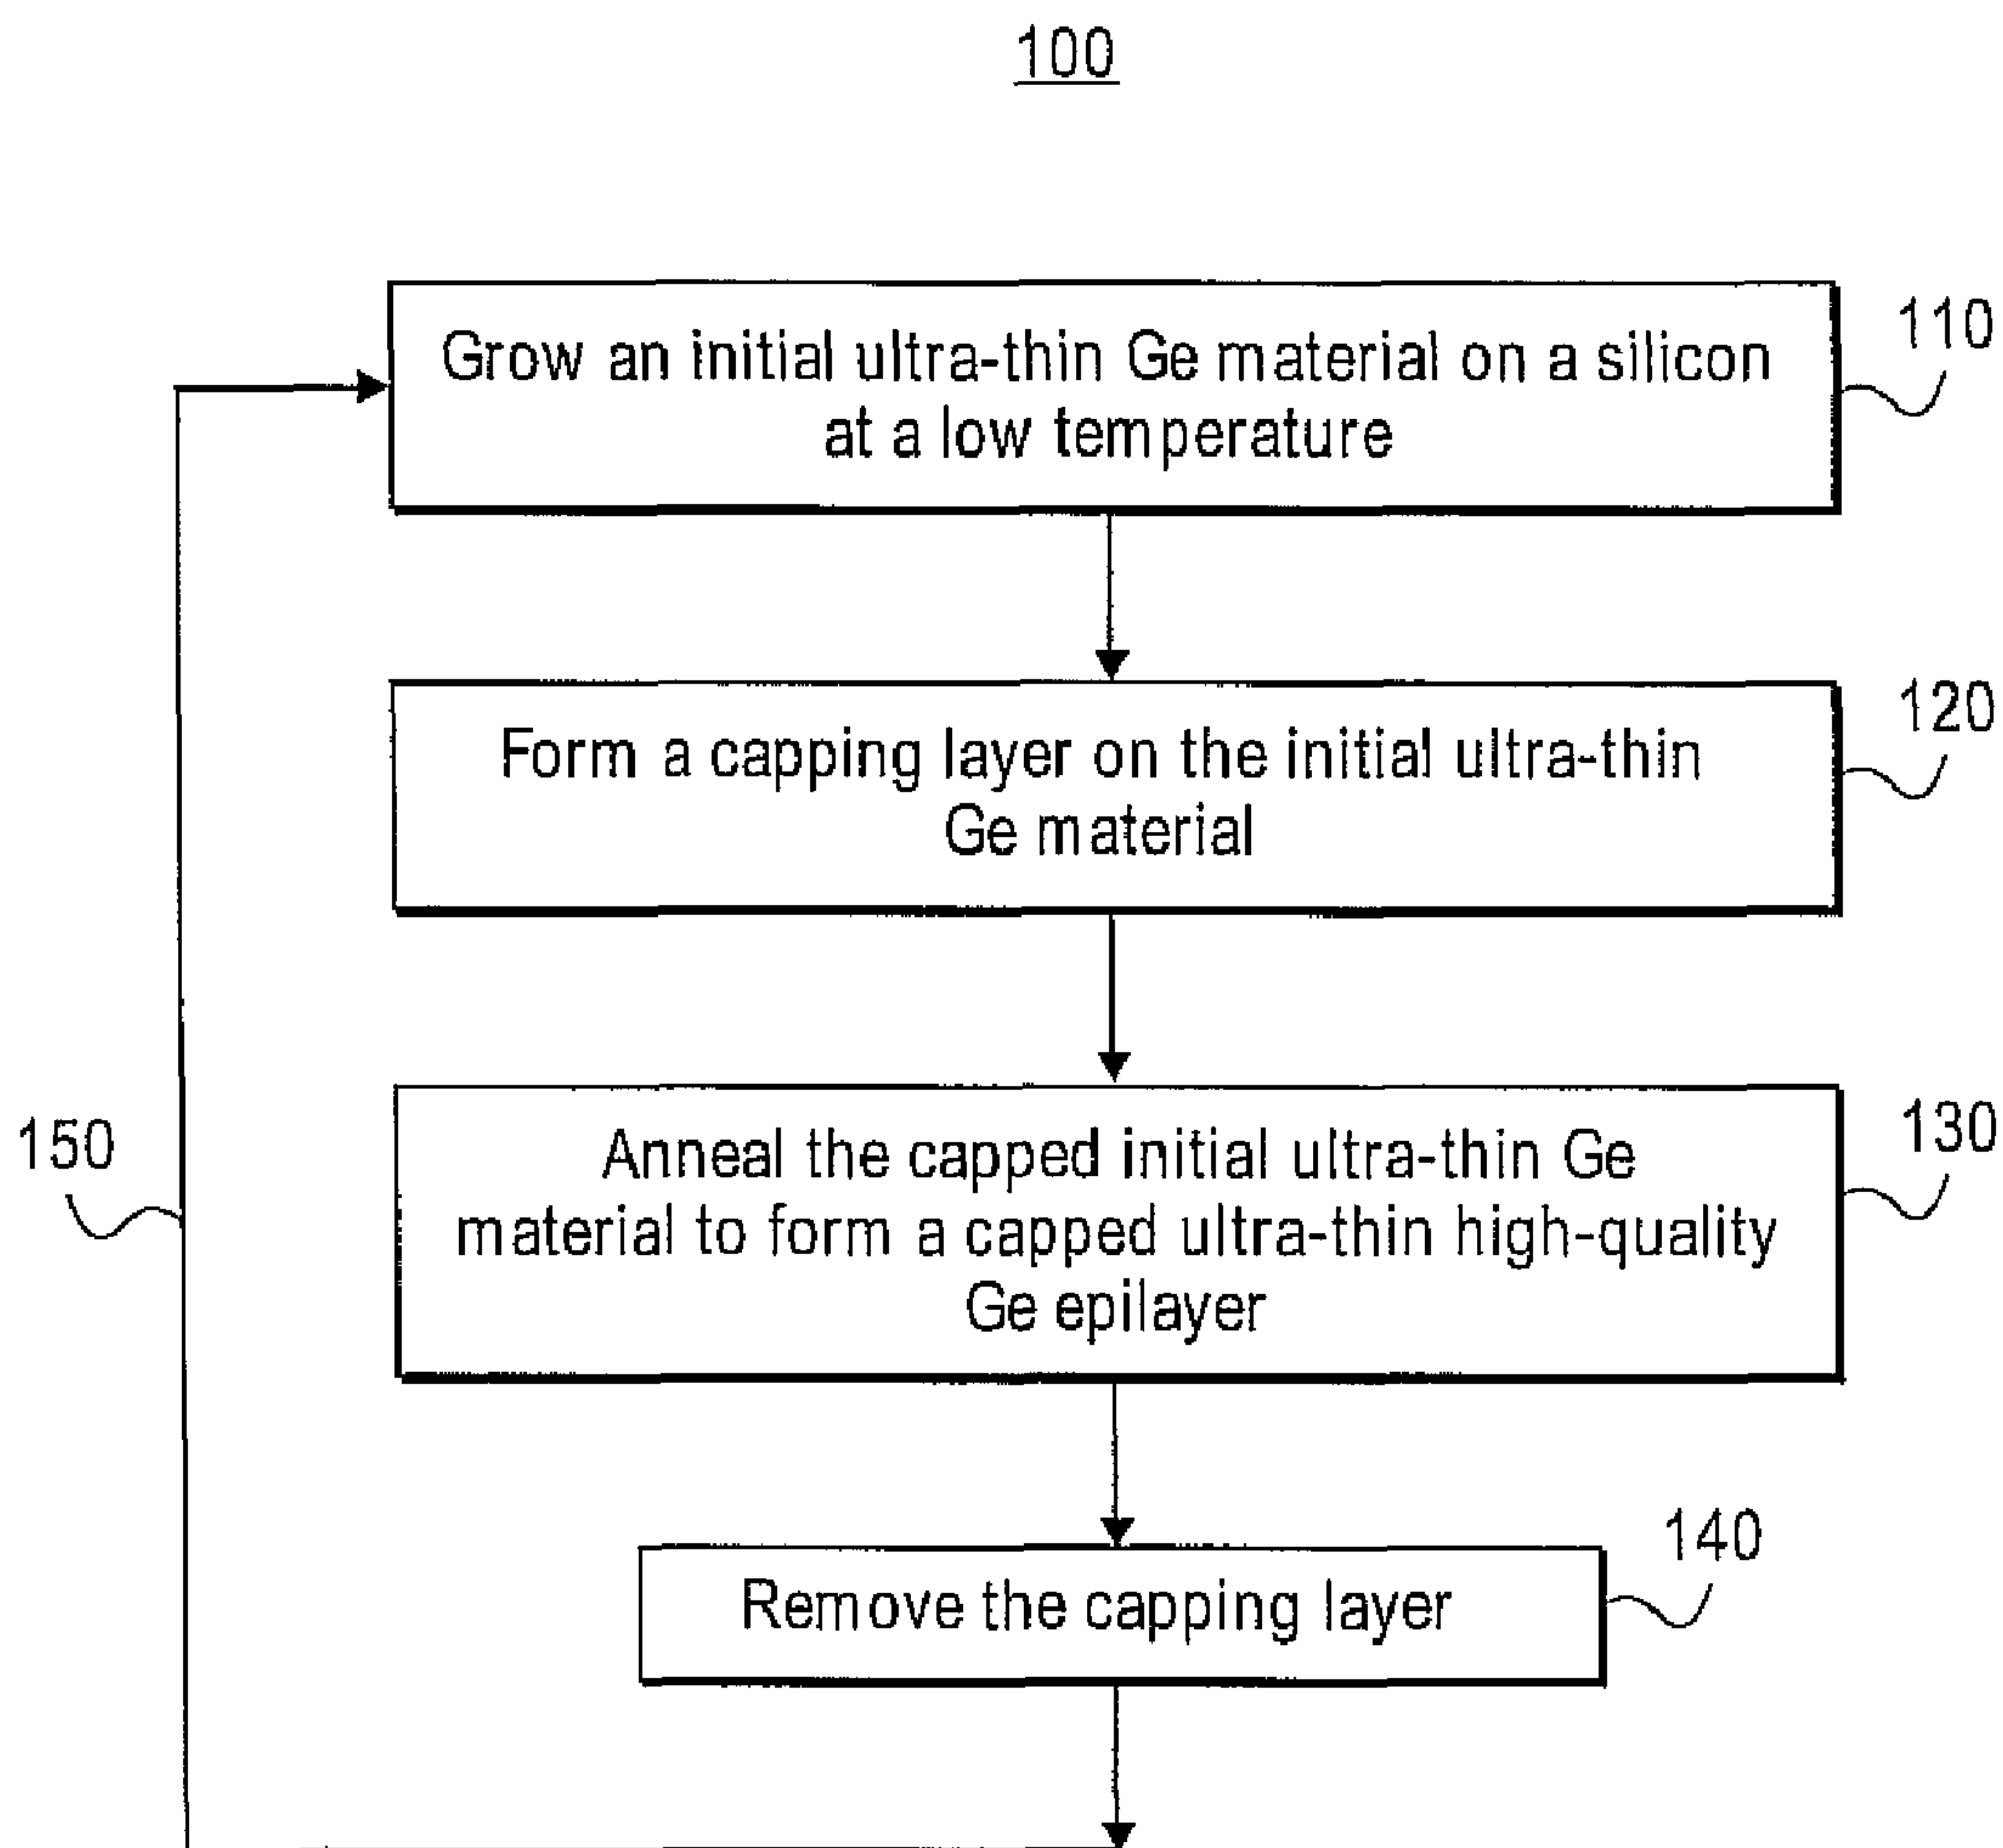 100
Grow an initial ultra-thin Ge material on a silicon
at a low temperature
110
Form a capping layer on the initial ultra-thin
Ge material
120
Anneal the capped initial ultra-thin Ge
material to form a capped ultra-thin high-quality
Ge epilayer
130
150
Remove the capping layer
140